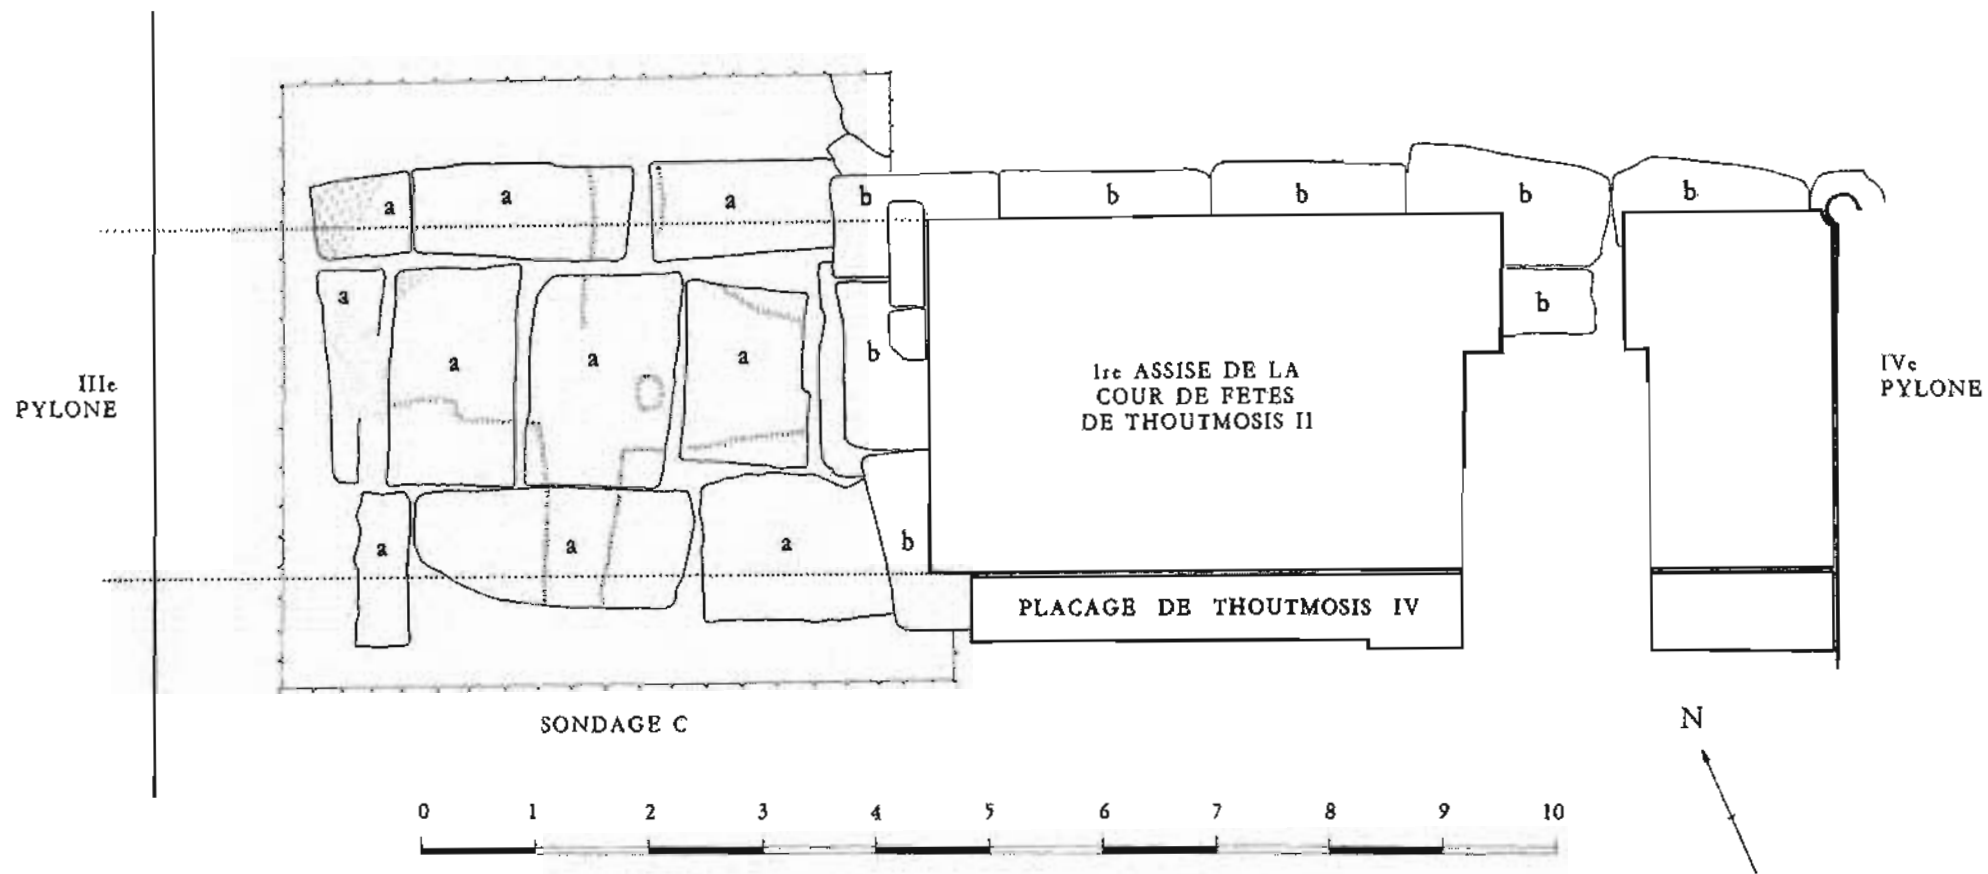 a
a
a
b
b
b
b
b
a
a
a
a
b
b
IIIe
PYLONE
1re ASSISE DE LA
COUR DE FETES
DE THOUTMOSIS II
IVe
PYLONE
a
a
a
b
PLACAGE DE THOUTMOSIS IV
SONDAGE C
N
0 1 2 3 4 5 6 7 8 9 10